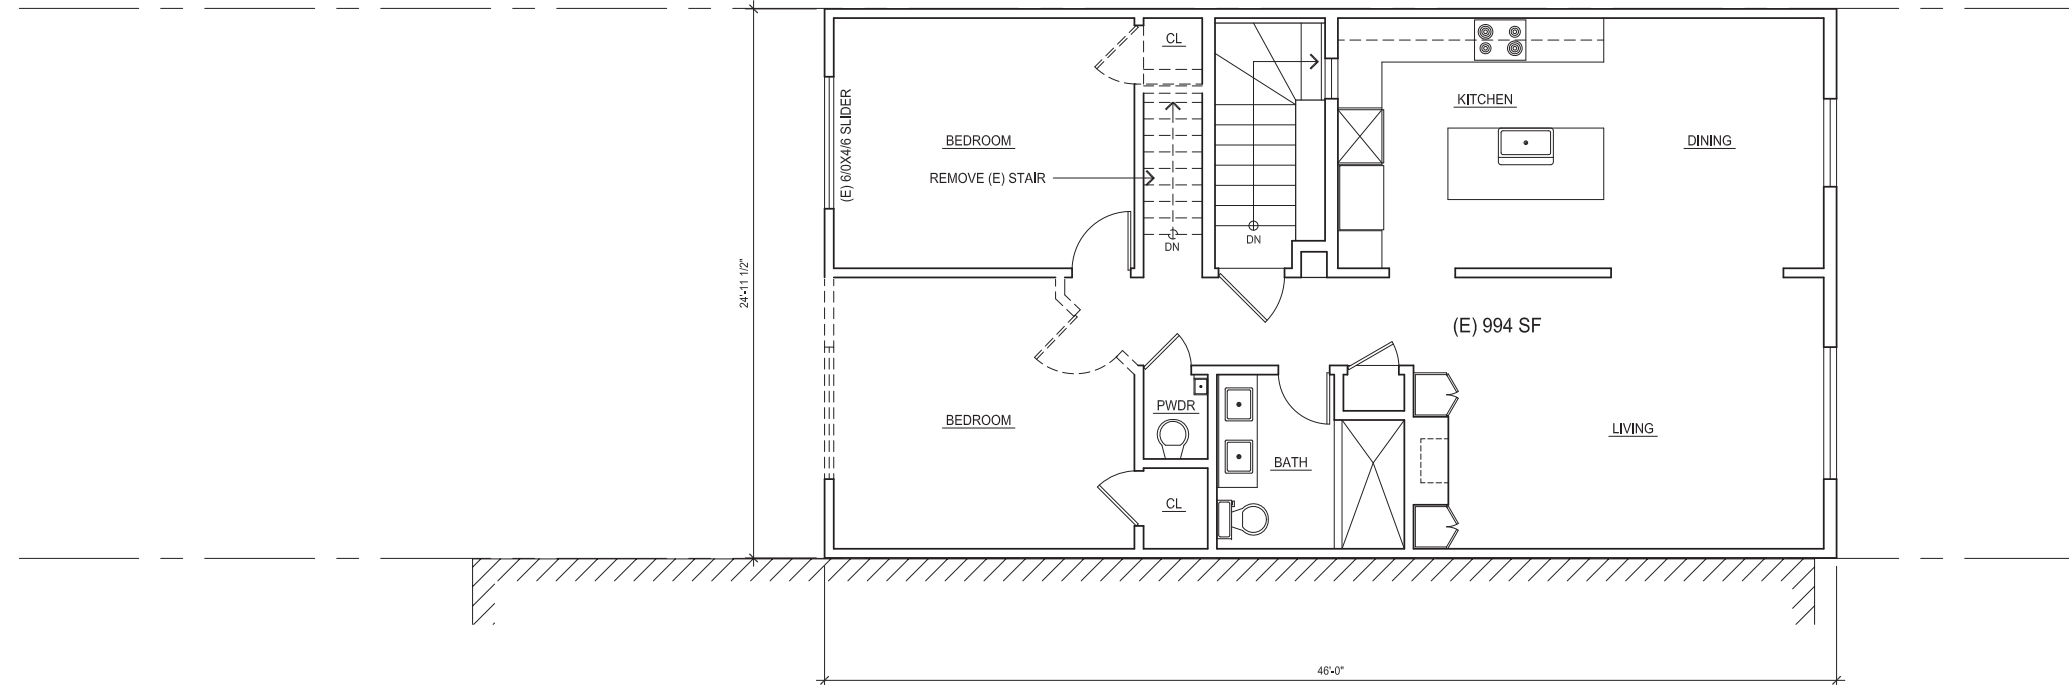 CL
KITCHEN
(E) 6/0X4/6 SLIDER
BEDROOM
DINING
REMOVE (E) STAIR
DN
DN
24'-11 1/2"
(E) 994 SF
PWDR
BEDROOM
LIVING
BATH
CL
46'-0"